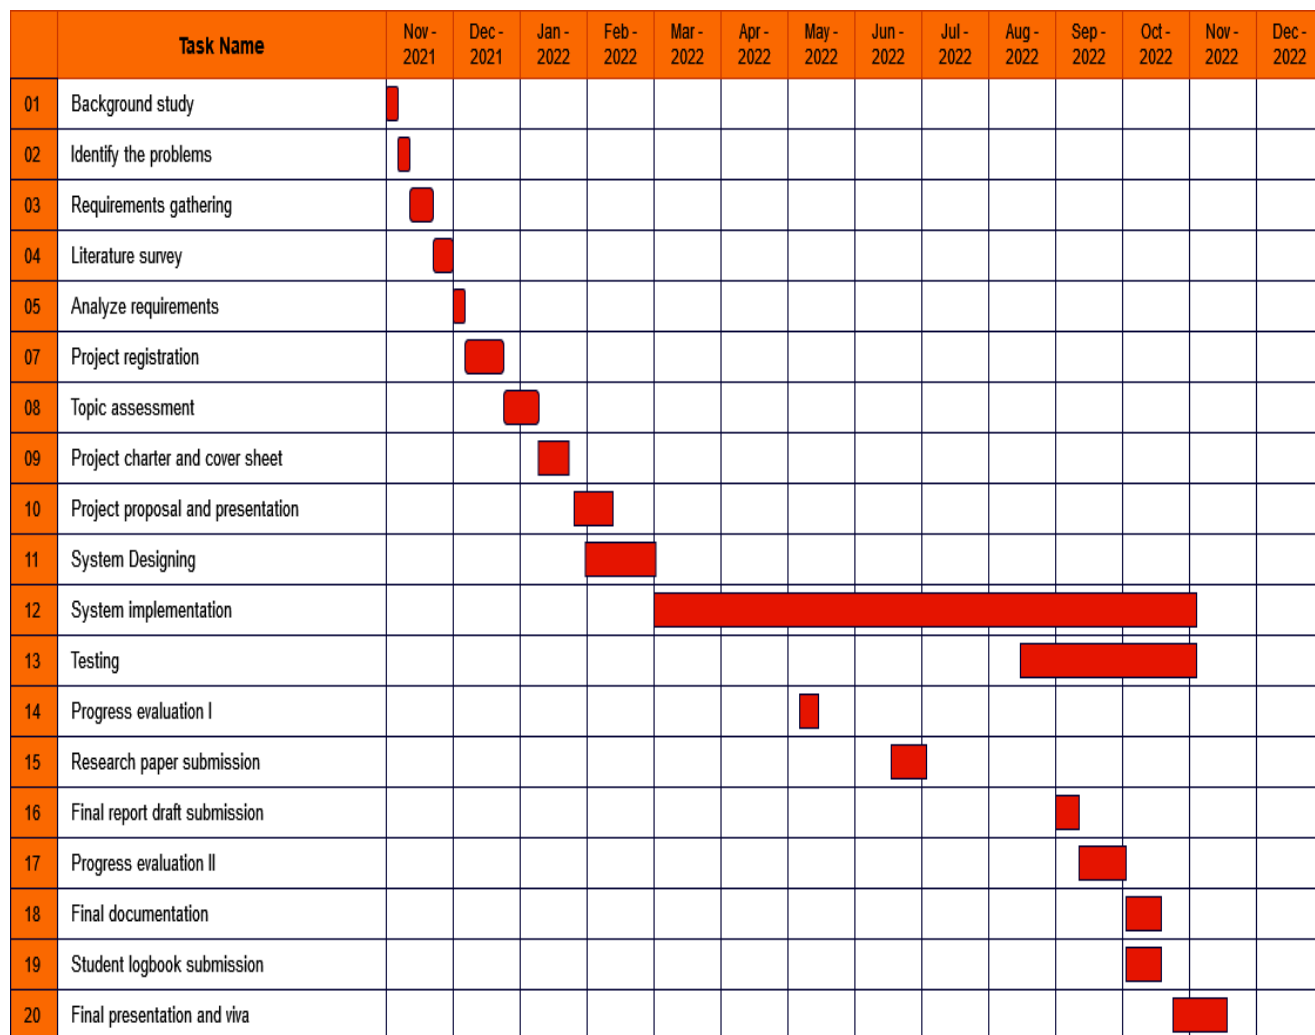 Task Name
Nov -
2021
Dec -
2021
Jan -
2022
Feb -
2022
Mar -
2022
Apr -
2022
May -
2022
Jun -
2022
Jul -
2022
Aug -
2022
Sep -
2022
Oct -
2022
Nov -
2022
Dec -
2022
01 Background study
02 Identify the problems
03 Requirements gathering
04 Literature survey
05 Analyze requirements
07 Project registration
08 Topic assessment
09 Project charter and cover sheet
10 Project proposal and presentation
11 System Designing
12 System implementation
13 Testing
14 Progress evaluation I
15 Research paper submission
16 Final report draft submission
17 Progress evaluation II
18 Final documentation
19 Student logbook submission
20 Final presentation and viva